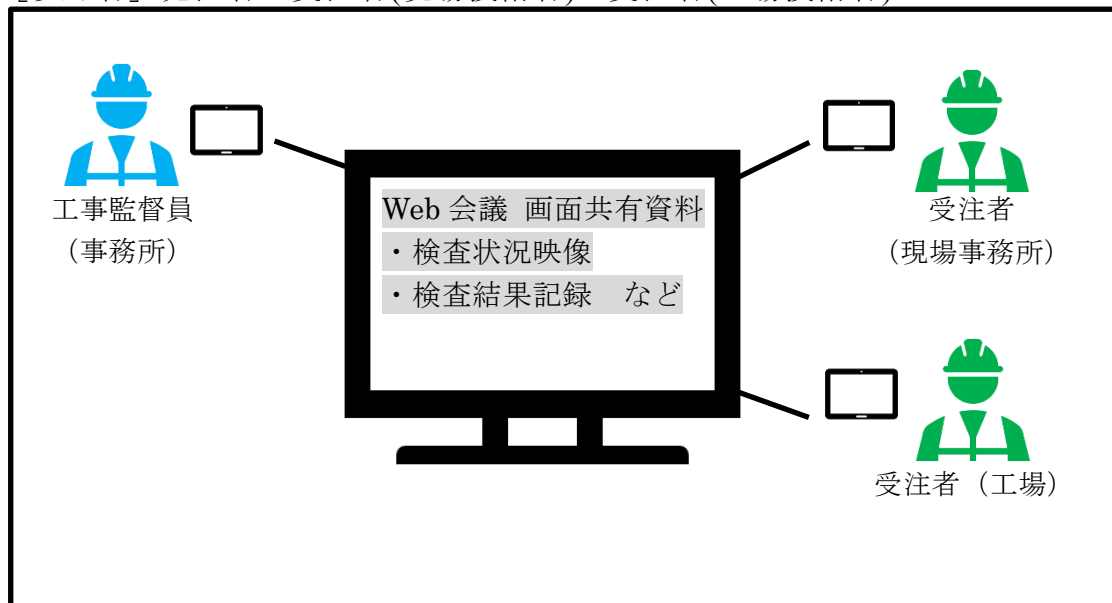 工事監督員
（事務所）
Web 会議 画面共有資料
・検査状況映像
・検査結果記録　など
受注者
（現場事務所）
受注者（工場）